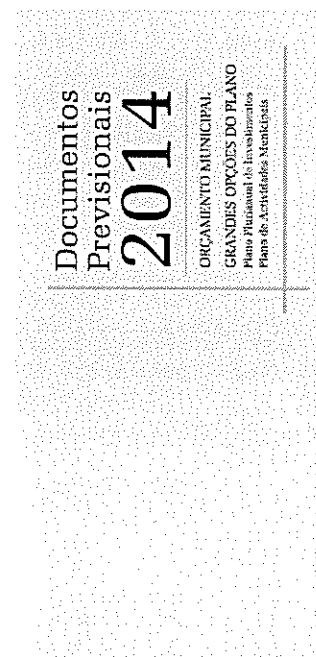 Documentos
Previsionais
2014
ORÇAMENTO MUNICIPAL
GRANDES OPÇÕES DO PLANO
Plano Plurianual de Investimentos
Plano de Actividades Municipais